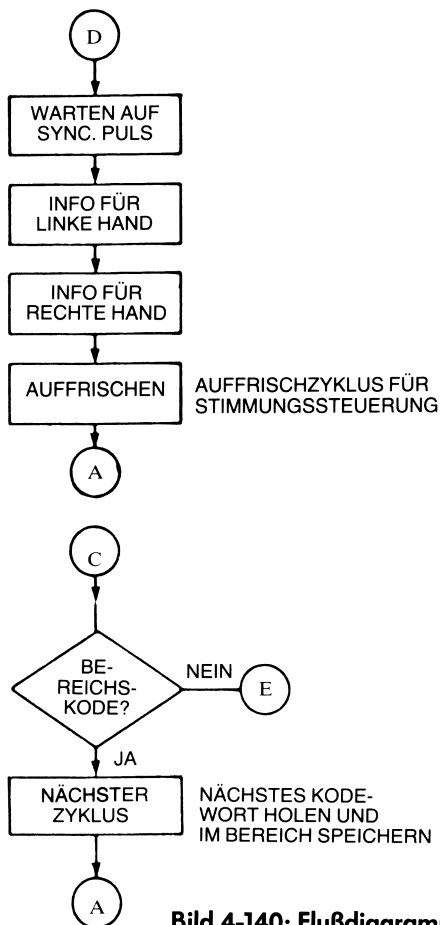 D
WARTEN AUF
SYNC. PULS
INFO FÜR
LINKE HAND
INFO FÜR
RECHTE HAND
AUFFRISCHEN
AUFFRISCHZYKLUS FÜR
STIMMUNGSSTEUERUNG
A
C
BE-
REICHS-
KODE?
NEIN
E
JA
NÄCHSTER
ZYKLUS
NÄCHSTES KODE-
WORT HOLEN UND
IM BEREICH SPEICHERN
A
Bild 4-140: